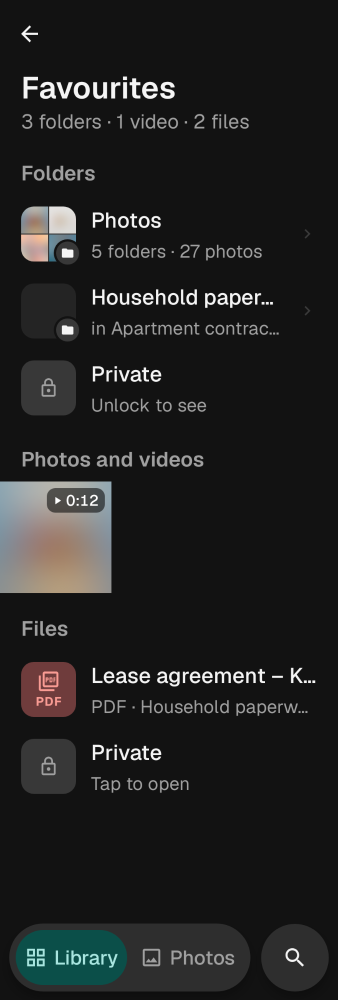 Favourites
3 folders · 1 video · 2 files
Folders
Photos
5 folders · 27 photos
Household paper...
in Apartment contrac...
Private
Unlock to see
Photos and videos
0:12
Files
PDF
PDF
Lease agreement – K...
PDF · Household paperw...
Private
Tap to open
Library
Photos